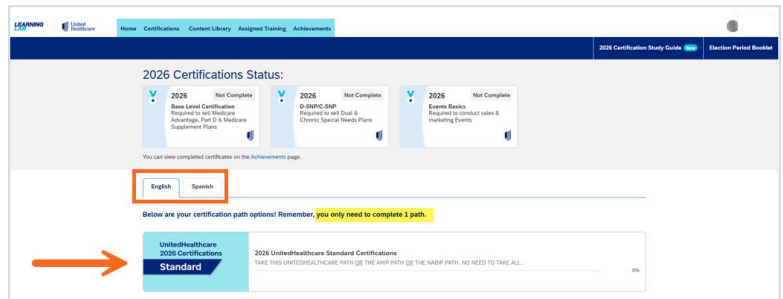 LEARNING LAB
United Healthcare
Home Certifications Content Library Assigned Training Achievements
2026 Certification Study Guide New Election Period Booklet
2026 Certifications Status:
2026 Not Complete
Base Level Certification
Required to sell Medicare
Advantage, Part D & Medicare
Supplement Plans
2026 Not Complete
D-SNP/C-SNP
Required to sell Dual &
Chronic Special Needs Plans
2026 Not Complete
Events Basics
Required to conduct sales &
marketing Events
You can view completed certificates on the Achievements page.
English Spanish
Below are your certification path options! Remember, you only need to complete 1 path.
UnitedHealthcare
2026 Certifications
Standard
2026 UnitedHealthcare Standard Certifications
TAKE THIS UNITEDHEALTHCARE PATH OR THE AHIP PATH OR THE NABIP PATH. NO NEED TO TAKE ALL.
0%